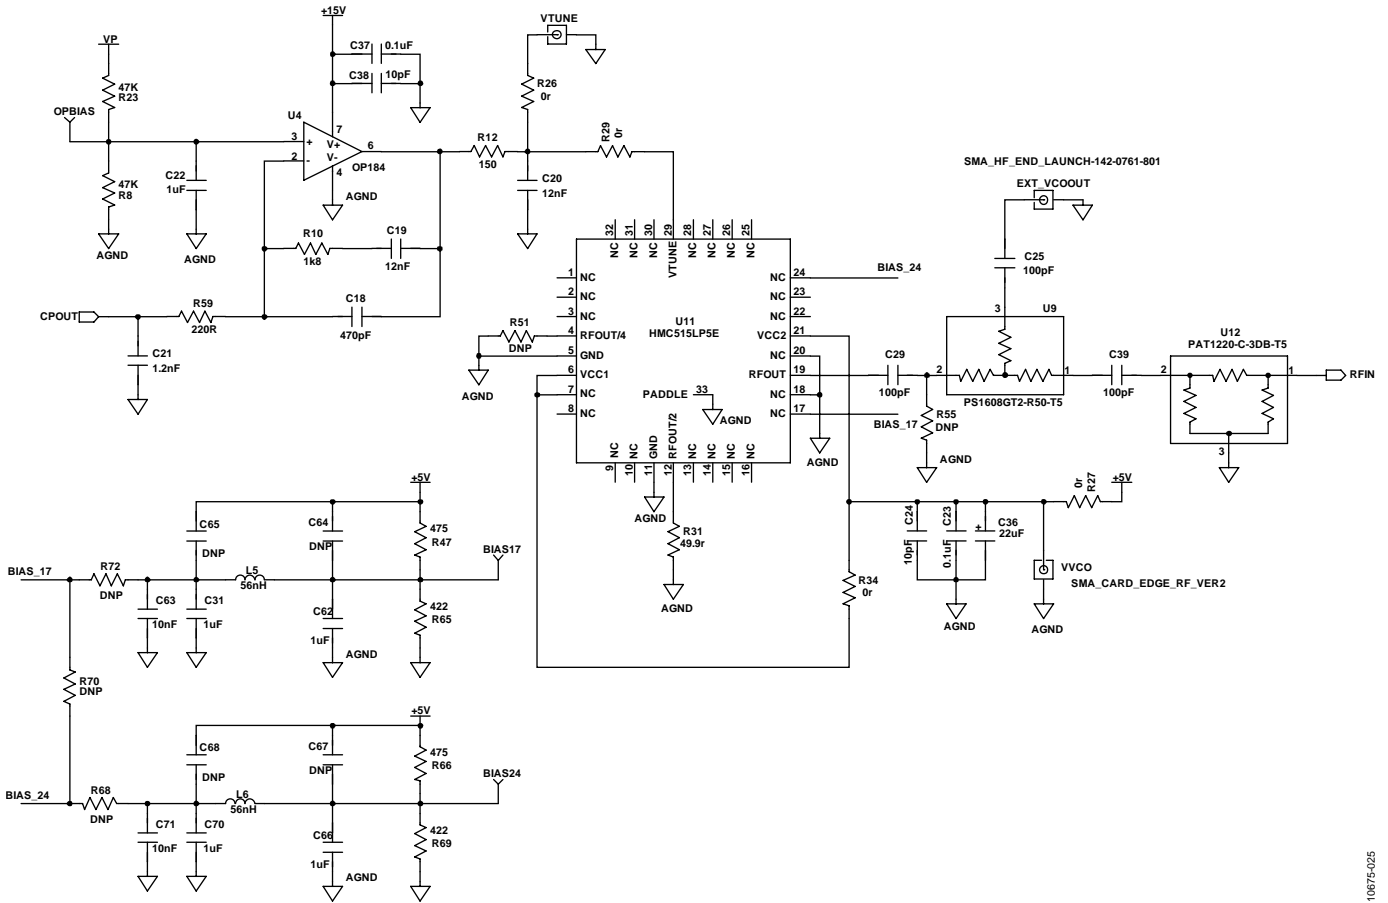 +15V
C37 0.1uF
C38 10pF
VP
47K
R23
OPBIAS
47K
R8
AGND
C22
1uF
AGND
U4
3 +
2 -
7
V+
V-
4
6
OP184
AGND
R10
1k8
C19
12nF
C18
470pF
CPOUT
R59
220R
C21
1.2nF
R12
150
VTUNE
R26
0r
R29
0r
C20
12nF
32 NC
31 NC
30 NC
29 VTUNE
28 NC
27 NC
26 NC
25 NC
1 NC
2 NC
3 NC
4 RFOUT/4
5 GND
6 VCC1
7 NC
8 NC
U11
HMC515LP5E
PADDLE 33
AGND
NC 24
NC 23
NC 22
VCC2 21
NC 20
RFOUT 19
NC 18
NC 17
9 NC
10 NC
11 GND
12 RFOUT/2
13 NC
14 NC
15 NC
16 NC
R51
DNP
AGND
AGND
R31
49.9r
AGND
BIAS_24
BIAS_17
AGND
SMA_HF_END_LAUNCH-142-0761-801
EXT_VCOOUT
C25
100pF
C29
100pF
R55
DNP
AGND
3
U9
2
1
PS1608GT2-R50-T5
C39
100pF
U12
PAT1220-C-3DB-T5
2
1
3
RFIN
R34
0r
C24
10pF
C23
0.1uF
+
C36
22uF
AGND
0r
R27
+5V
VVCO
SMA_CARD_EDGE_RF_VER2
AGND
+5V
C65
DNP
C64
DNP
475
R47
BIAS17
BIAS_17
R72
DNP
L5
56nH
C63
10nF
C31
1uF
C62
1uF
AGND
422
R65
R70
DNP
+5V
C68
DNP
C67
DNP
475
R66
BIAS24
BIAS_24
R68
DNP
L6
56nH
C71
10nF
C70
1uF
C66
1uF
AGND
422
R69
10675-025